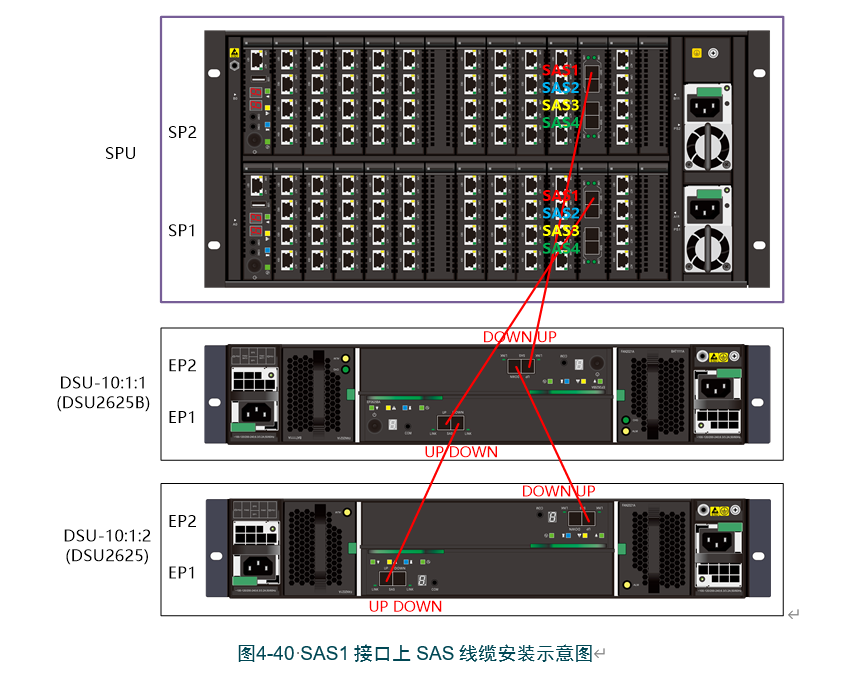 SPU
SP2
SAS1
SAS2
SAS3
SAS4
SP1
SAS1
SAS2
SAS3
SAS4
DOWN UP
DSU-10:1:1
(DSU2625B)
EP2
EP1
UP DOWN
DOWN UP
DSU-10:1:2
(DSU2625)
EP2
EP1
UP DOWN
图4-40·SAS1 接口上 SAS 线缆安装示意图